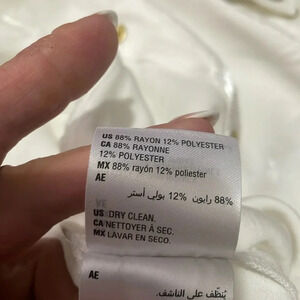 US 88% RAYON 12% POLYESTER
CA 88% RAYONNE
12% POLYESTER
MX 88% rayón 12% poliester
AE
88% رايون 12% بولي أستر
US DRY CLEAN.
CA NETTOYER À SEC.
MX LAVAR EN SECO.
AE
يُنظّف على الناشف.